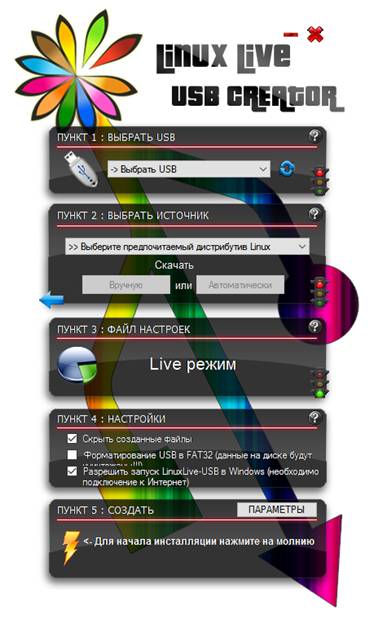 Linux Live
USB CREATOR
ПУНКТ 1 : ВЫБРАТЬ USB
?
-> Выбрать USB
ПУНКТ 2 : ВЫБРАТЬ ИСТОЧНИК
?
>> Выберите предпочитаемый дистрибутив Linux
Скачать
Вручную или Автоматически
ПУНКТ 3 : ФАЙЛ НАСТРОЕК
?
Live режим
ПУНКТ 4 : НАСТРОЙКИ
?
Скрыть созданные файлы
Форматирование USB в FAT32 (данные на диске будут
Разрешить запуск LinuxLive-USB в Windows (необходимо
подключение к Интернет)
ПУНКТ 5 : СОЗДАТЬ
ПАРАМЕТРЫ
<- Для начала инсталляции нажмите на молнию